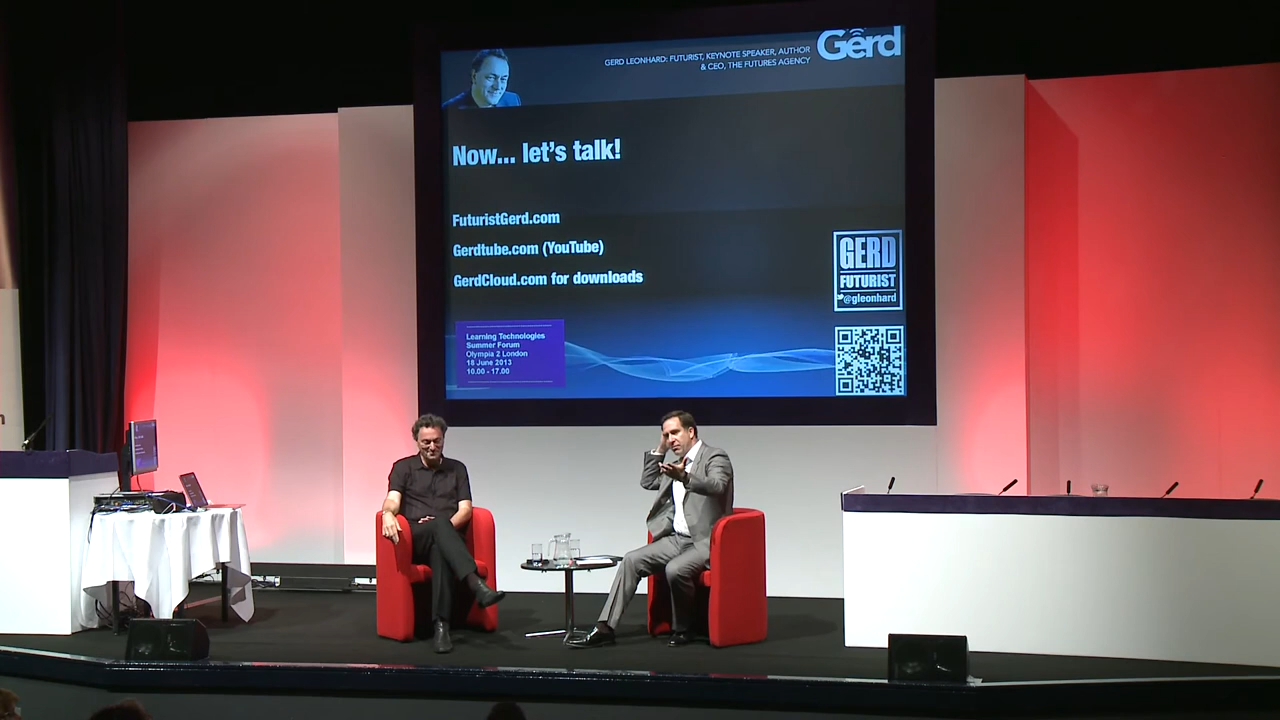 GERD LEONHARD: FUTURIST, KEYNOTE SPEAKER, AUTHOR
& CEO, THE FUTURES AGENCY
Gerd
Now... let's talk!
FuturistGerd.com
Gerdtube.com (YouTube)
GerdCloud.com for downloads
GERD
FUTURIST
@gleonhard
Learning Technologies
Summer Forum
Olympia 2 London
18 June 2013
10.00 - 17.00